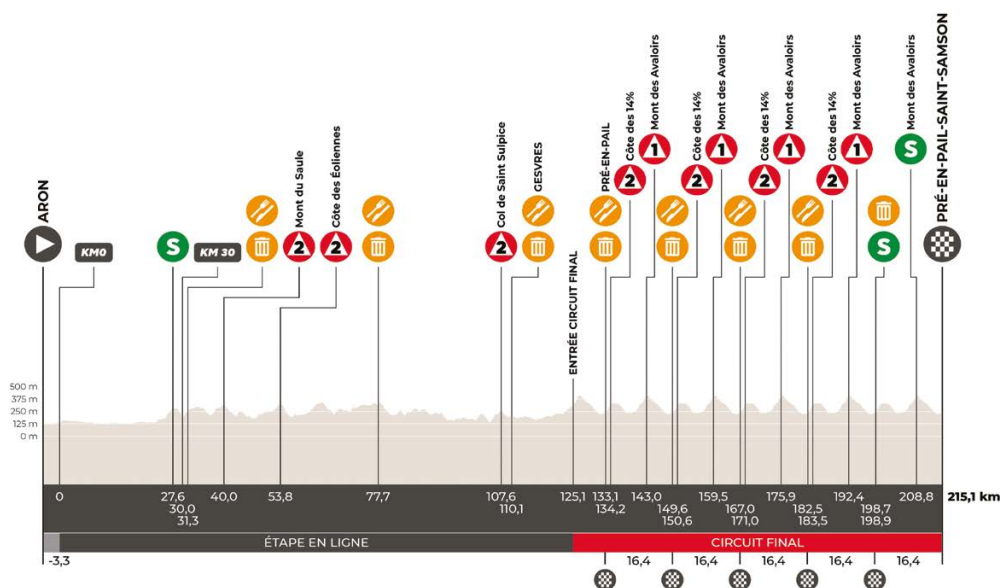 ARON
KM0
S
KM 30
2
Mont du Saule
2
Côte des Éoliennes
2
Col de Saint Sulpice
GESVRES
ENTRÉE CIRCUIT FINAL
PRÉ-EN-PAIL
2
Côte des 14%
1
Mont des Avaloirs
2
Côte des 14%
1
Mont des Avaloirs
2
Côte des 14%
1
Mont des Avaloirs
2
Côte des 14%
1
Mont des Avaloirs
S
S
Mont des Avaloirs
PRÉ-EN-PAIL-SAINT-SAMSON
500 m
375 m
250 m
125 m
0 m
0 27,6 40,0 53,8 77,7 107,6 125,1 133,1 143,0 159,5 175,9 192,4 208,8 215,1 km
30,0 110,1 134,2 149,6 167,0 182,5 198,7
31,3 150,6 171,0 183,5 198,9
ÉTAPE EN LIGNE CIRCUIT FINAL
-3,3 16,4 16,4 16,4 16,4 16,4